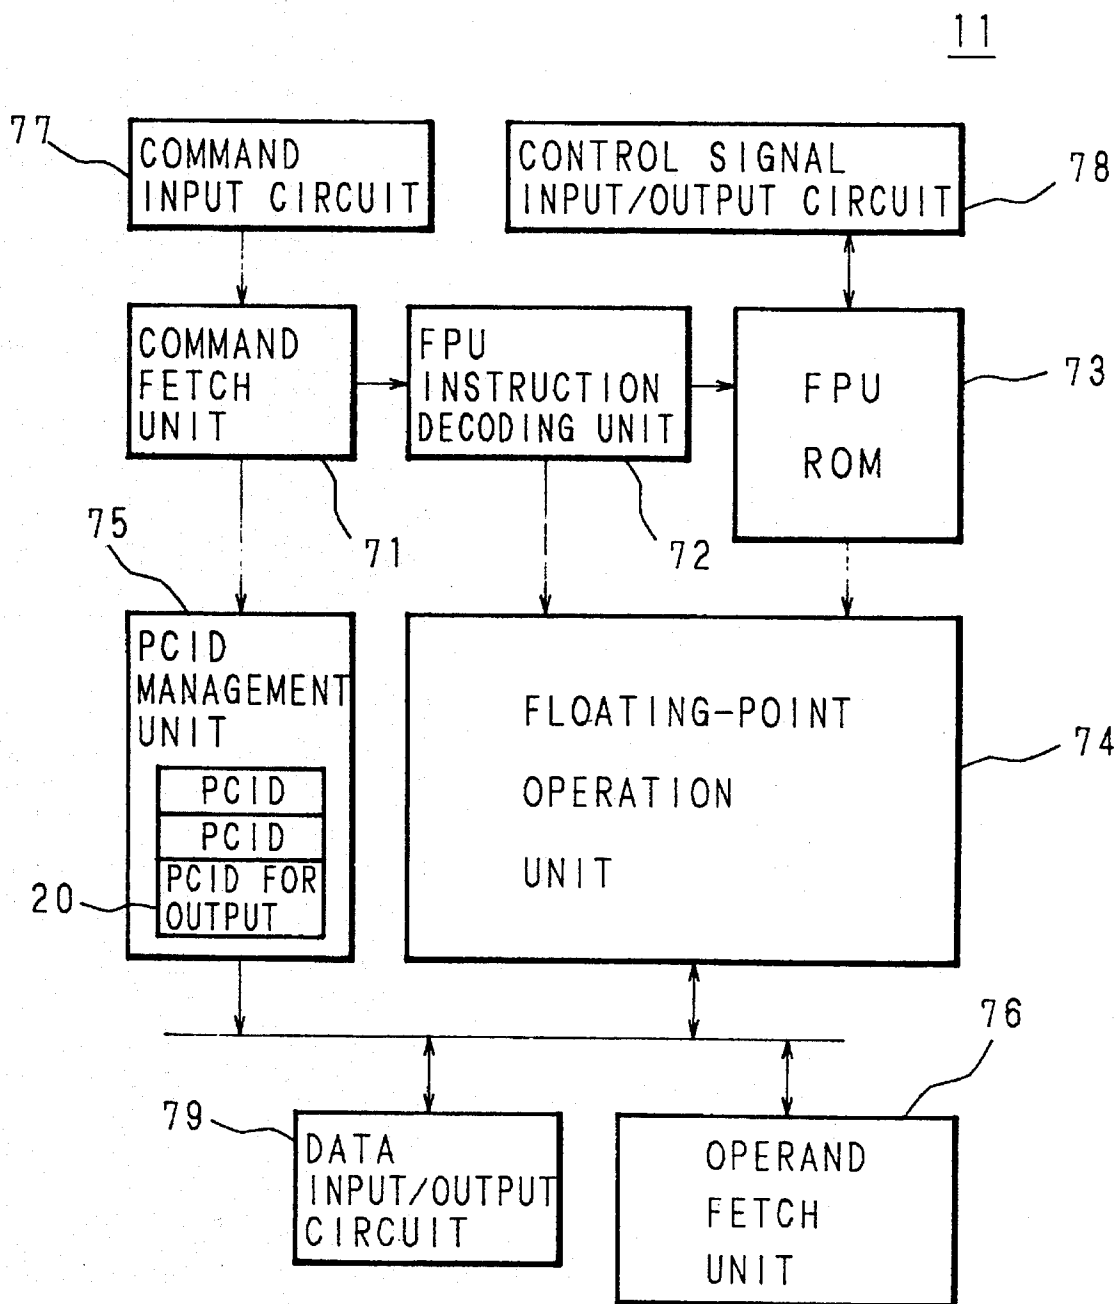 11
77
COMMAND
INPUT CIRCUIT
CONTROL SIGNAL
INPUT/OUTPUT CIRCUIT
78
COMMAND
FETCH
UNIT
71
FPU
INSTRUCTION
DECODING UNIT
72
FPU
ROM
73
75
PCID
MANAGEMENT
UNIT
PCID
PCID
PCID FOR
OUTPUT
20
FLOATING-POINT
OPERATION
UNIT
74
79
DATA
INPUT/OUTPUT
CIRCUIT
76
OPERAND
FETCH
UNIT